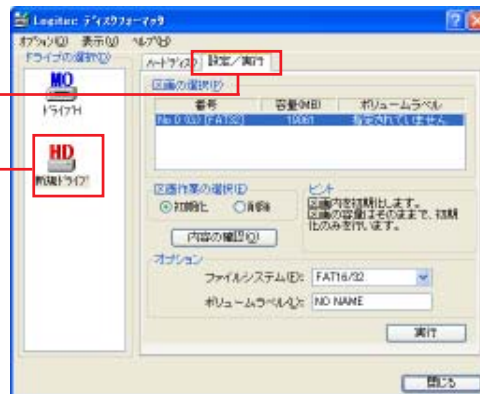 Logitec ディスクフォーマッタ
オプション(O) 表示(V) ヘルプ(H)
ドライブの選択(D)
MO
ドライブH
HD
新規ドライブ
ハードディスク 設定/実行
区画の選択(P)
番号 容量(MB) ボリュームラベル
No 0 (G) [FAT32] 19061 指定されていません
区画作業の選択(E)
初期化 削除
内容の確認(Q)
ヒント
区画内を初期化します。
区画の容量はそのままで、初期
化のみを行います。
オプション
ファイルシステム(F): FAT16/32
ボリュームラベル(L): NO NAME
実行
閉じる